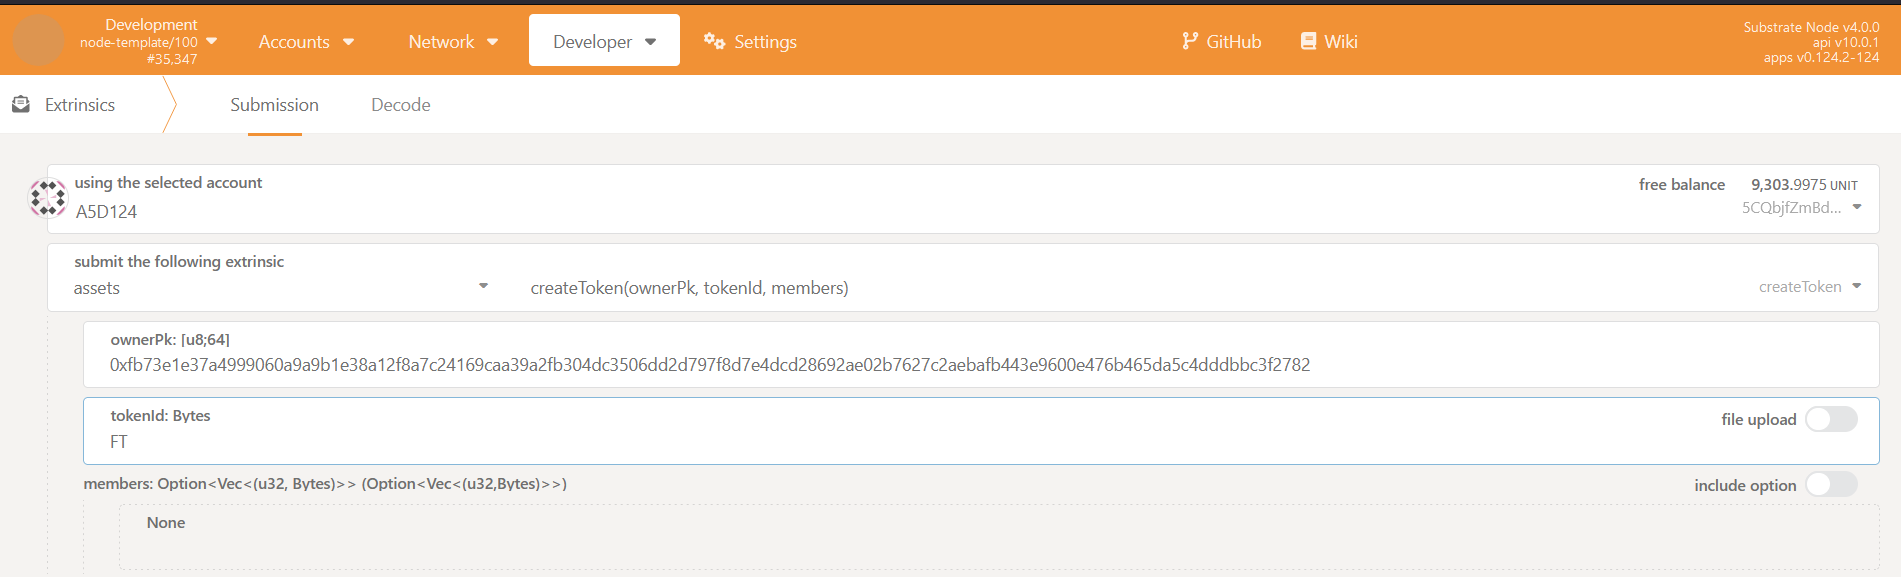 Development
node-template/100
#35,347
Accounts
Network
Developer
Settings
GitHub
Wiki
Substrate Node v4.0.0
api v10.0.1
apps v0.124.2-124
Extrinsics
Submission
Decode
using the selected account
A5D124
free balance 9,303.9975 UNIT
5CQbjfZmBd...
submit the following extrinsic
assets
createToken(ownerPk, tokenId, members)
createToken
ownerPk: [u8;64]
0xfb73e1e37a4999060a9a9b1e38a12f8a7c24169caa39a2fb304dc3506dd2d797f8d7e4dcd28692ae02b7627c2aebafb443e9600e476b465da5c4dddbbc3f2782
tokenId: Bytes
FT
file upload
members: Option<Vec<(u32, Bytes)>> (Option<Vec<(u32,Bytes)>>)
include option
None